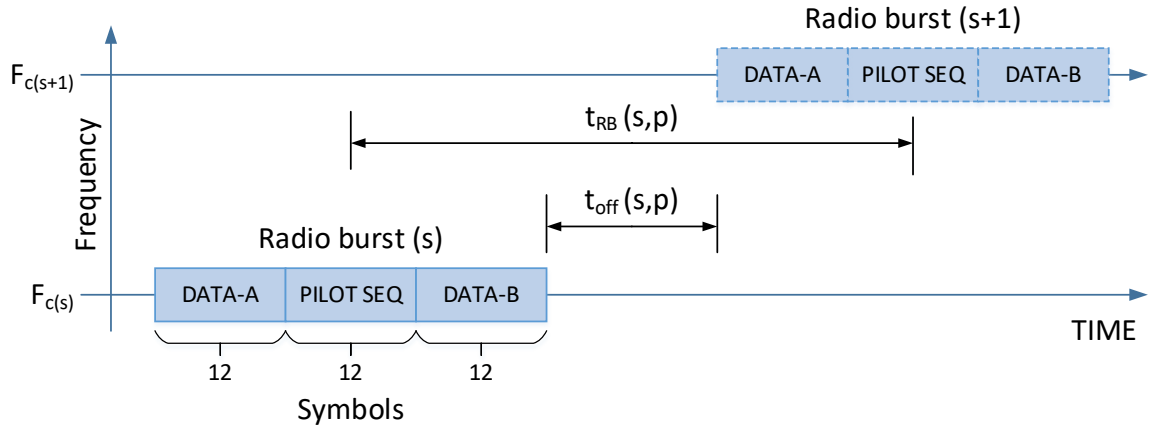 Radio burst (s+1)
Fc(s+1)
DATA-A PILOT SEQ DATA-B
tRB (s,p)
Frequency
toff (s,p)
Radio burst (s)
Fc(s)
DATA-A PILOT SEQ DATA-B
TIME
12 12 12
Symbols